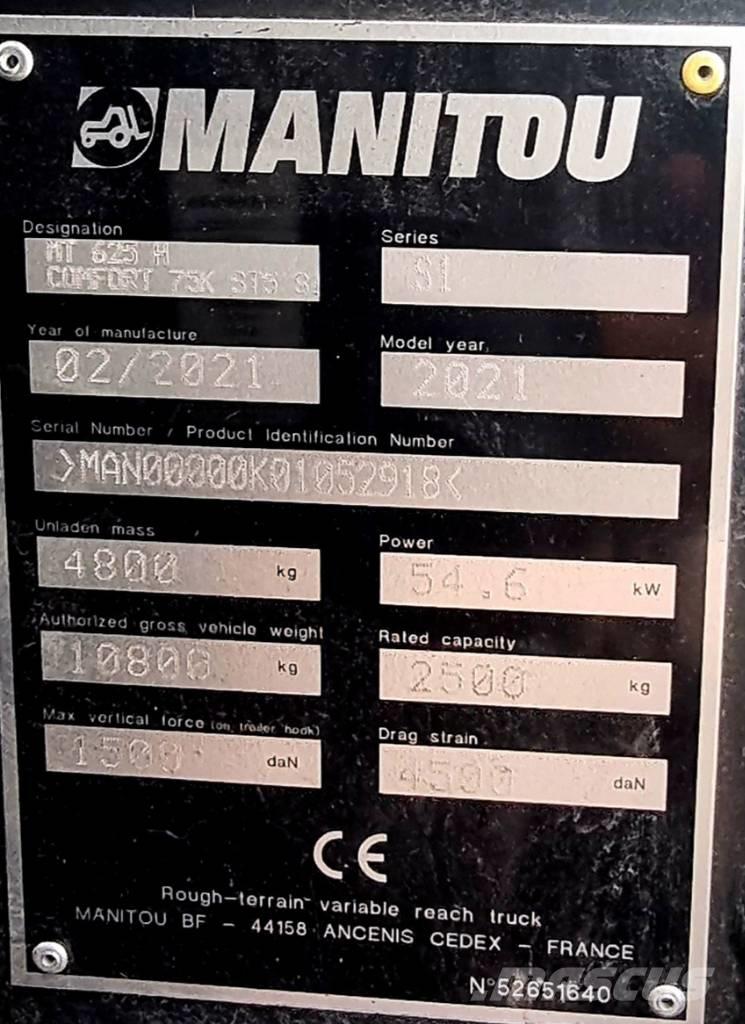 MANITOU
Designation
MT 625 H
COMFORT 75K ST5 S1
Series
S1
Year of manufacture
02/2021
Model year
2021
Serial Number / Product Identification Number
>MAN00000K01052918<
Unladen mass
4800 kg
Power
54.6 kW
Authorized gross vehicle weight
kg
Rated capacity
2500 kg
Max vertical force (on trailer hook)
1500 daN
Drag strain
daN
CE
Rough-terrain variable reach truck
MANITOU BF - 44158 ANCENIS CEDEX - FRANCE
N°52651640
mascus